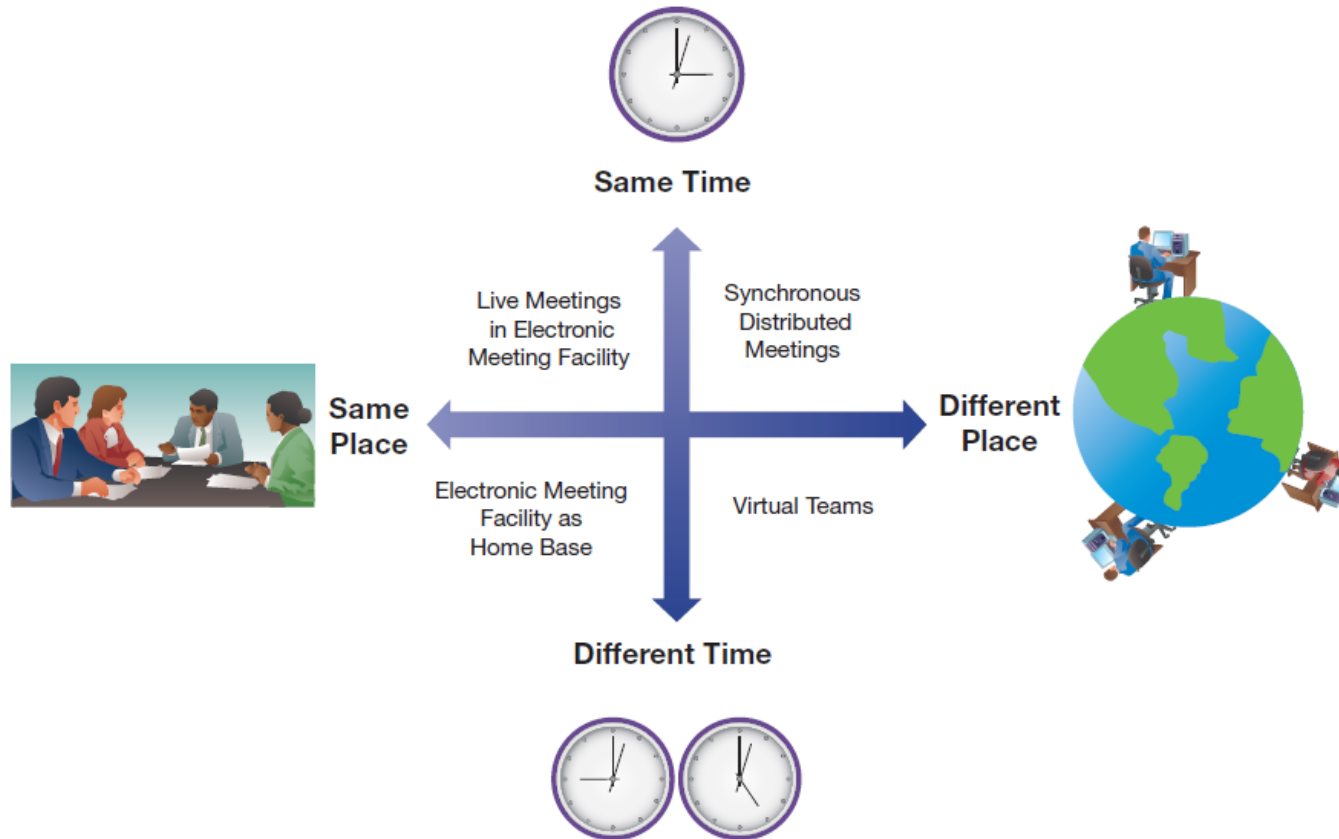 Same Time
Live Meetings
in Electronic
Meeting Facility
Synchronous
Distributed
Meetings
Same
Place
Different
Place
Electronic Meeting
Facility as
Home Base
Virtual Teams
Different Time